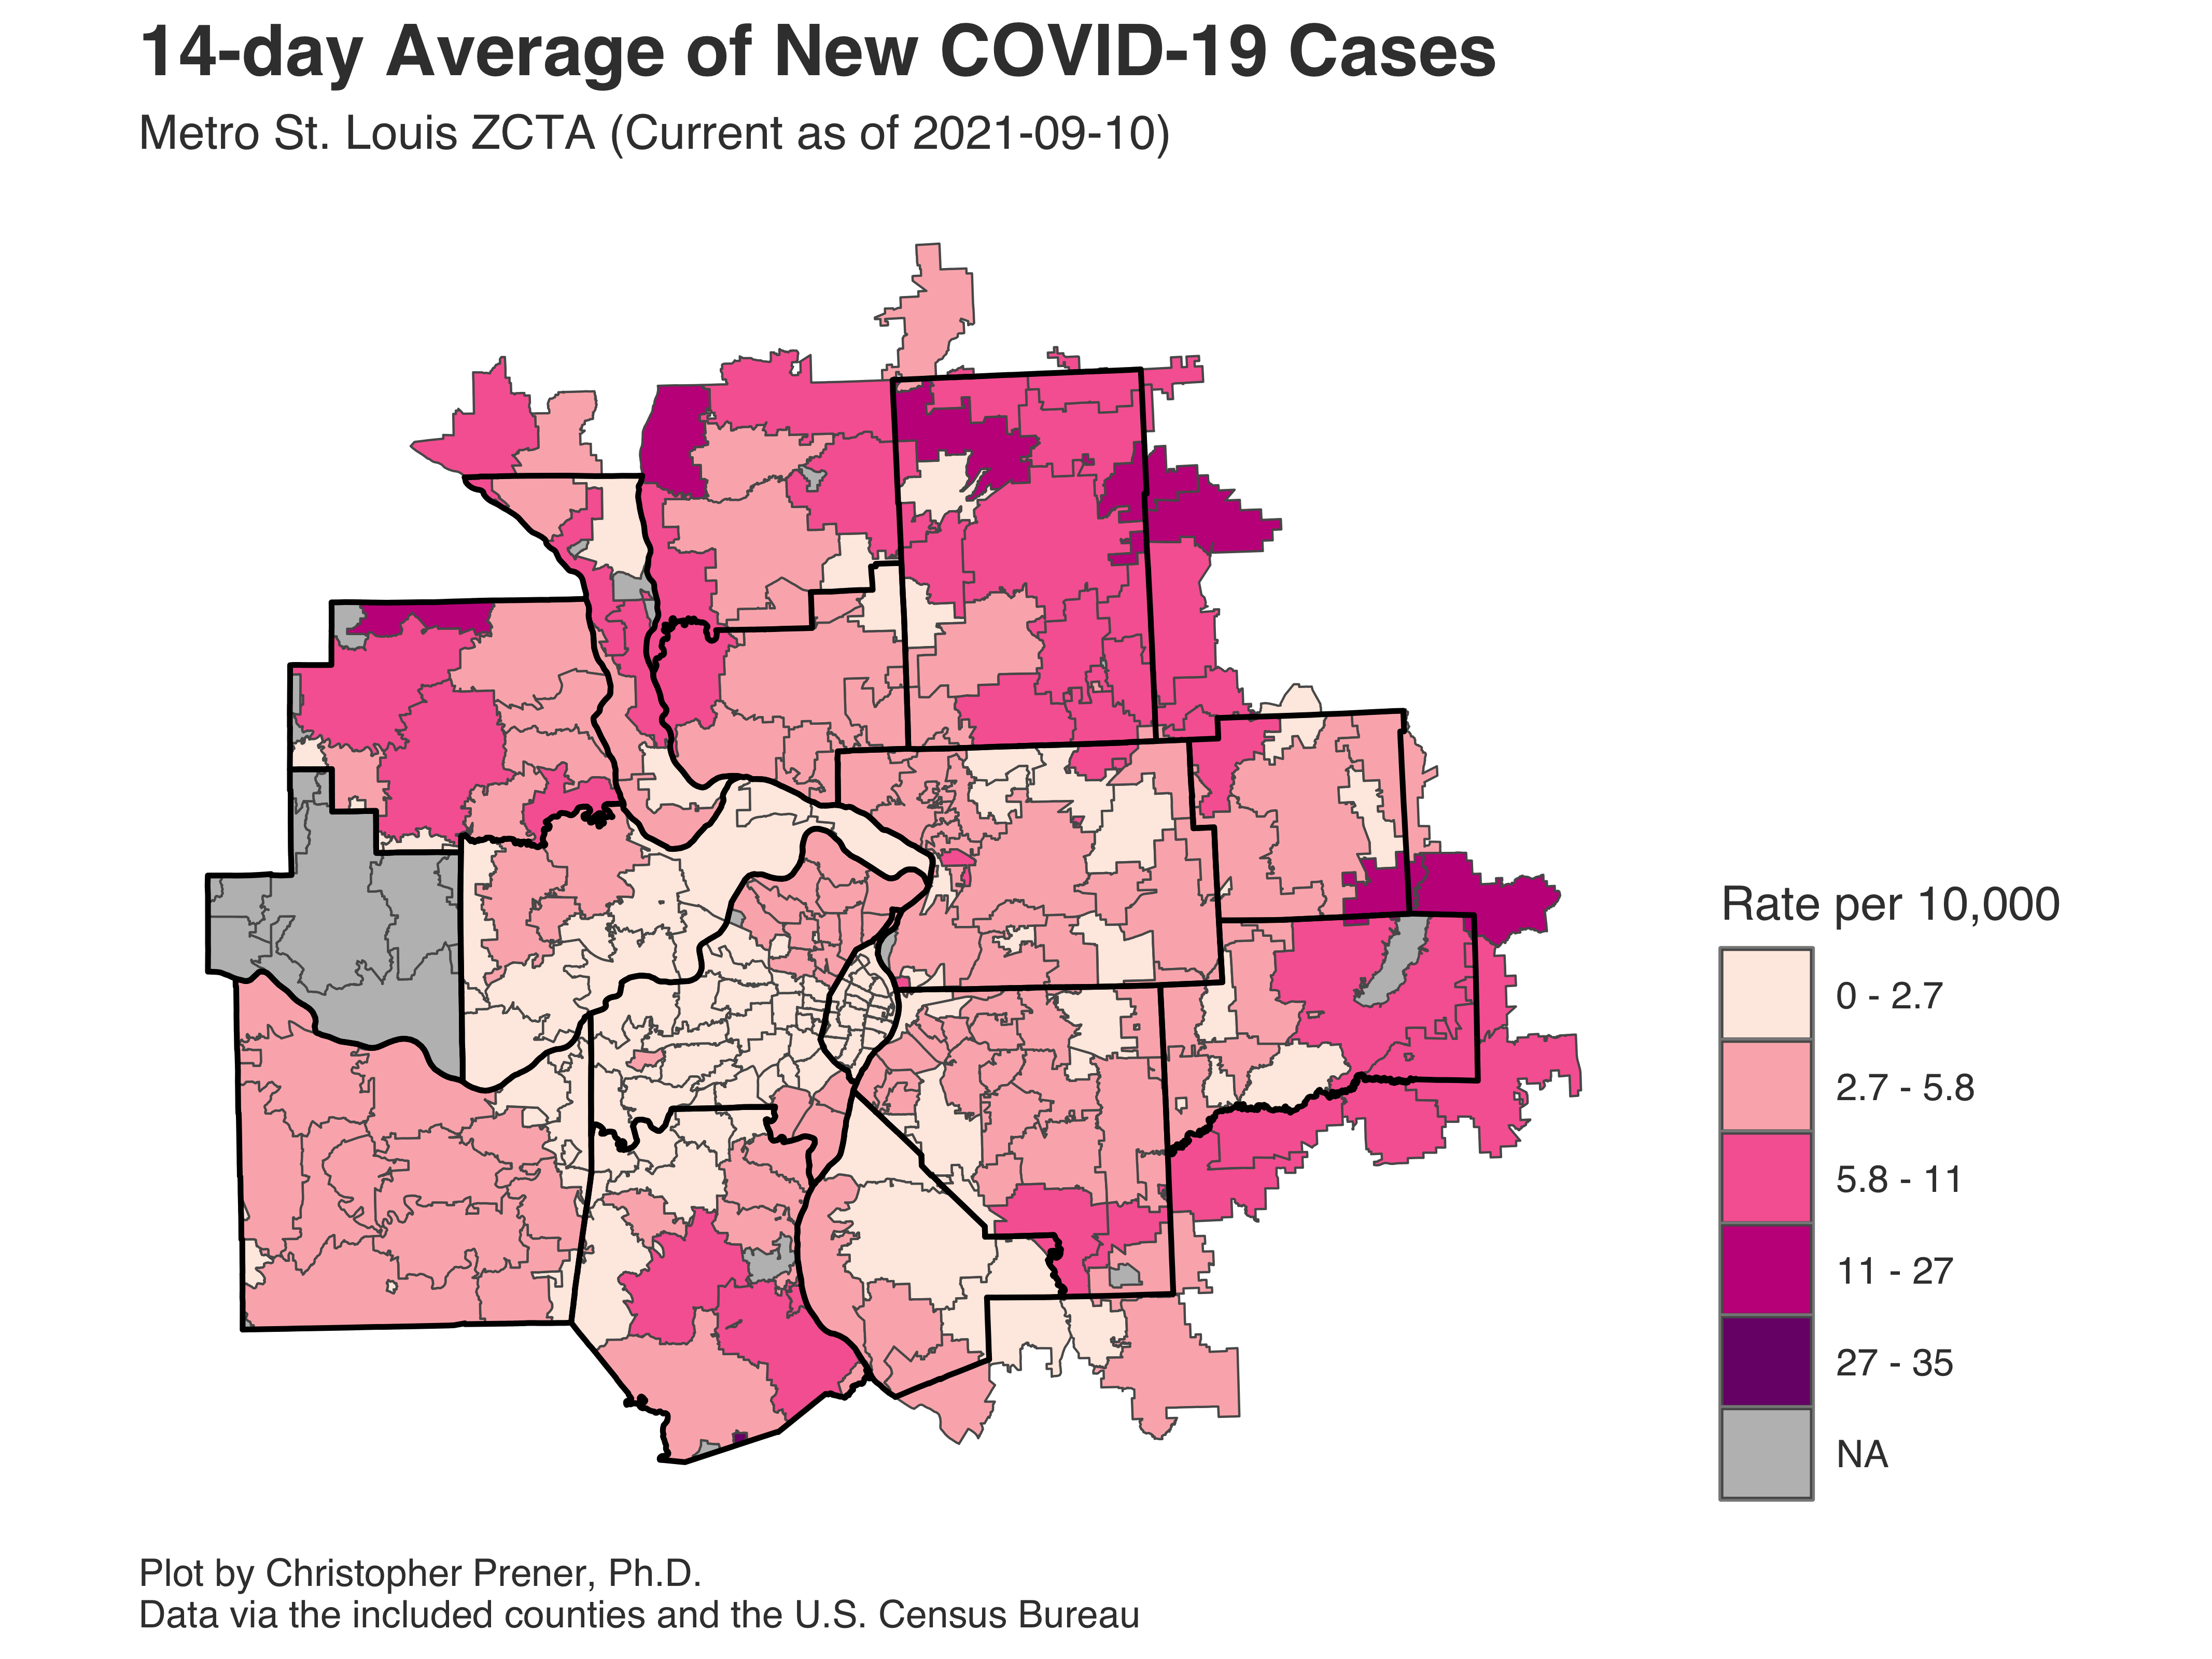 14-day Average of New COVID-19 Cases
Metro St. Louis ZCTA (Current as of 2021-09-10)
Rate per 10,000
0 - 2.7
2.7 - 5.8
5.8 - 11
11 - 27
27 - 35
NA
Plot by Christopher Prener, Ph.D.
Data via the included counties and the U.S. Census Bureau